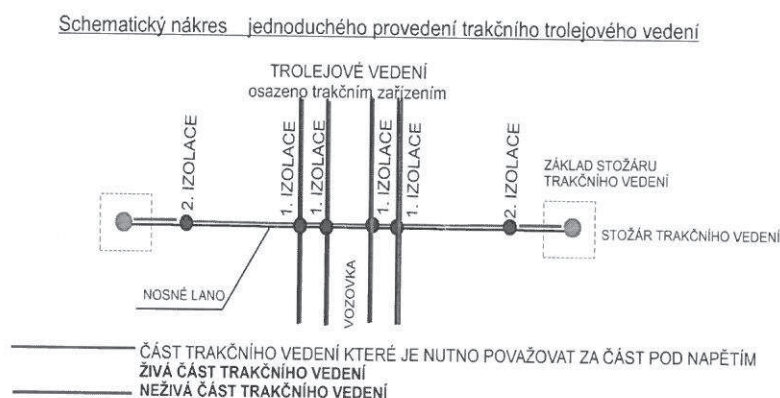 Schematický nákres jednoduchého provedení trakčního trolejového vedení
TROLEJOVÉ VEDENÍ
osazeno trakčním zařízením
2. IZOLACE
1. IZOLACE
1. IZOLACE
1. IZOLACE
2. IZOLACE
ZÁKLAD STOŽÁRU
TRAKČNÍHO VEDENÍ
STOŽÁR TRAKČNÍHO VEDENÍ
NOSNÉ LANO
VOZOVKA
ČÁST TRAKČNÍHO VEDENÍ KTERÉ JE NUTNO POVAŽOVAT ZA ČÁST POD NAPĚTÍM
ŽIVÁ ČÁST TRAKČNÍHO VEDENÍ
NEŽIVÁ ČÁST TRAKČNÍHO VEDENÍ